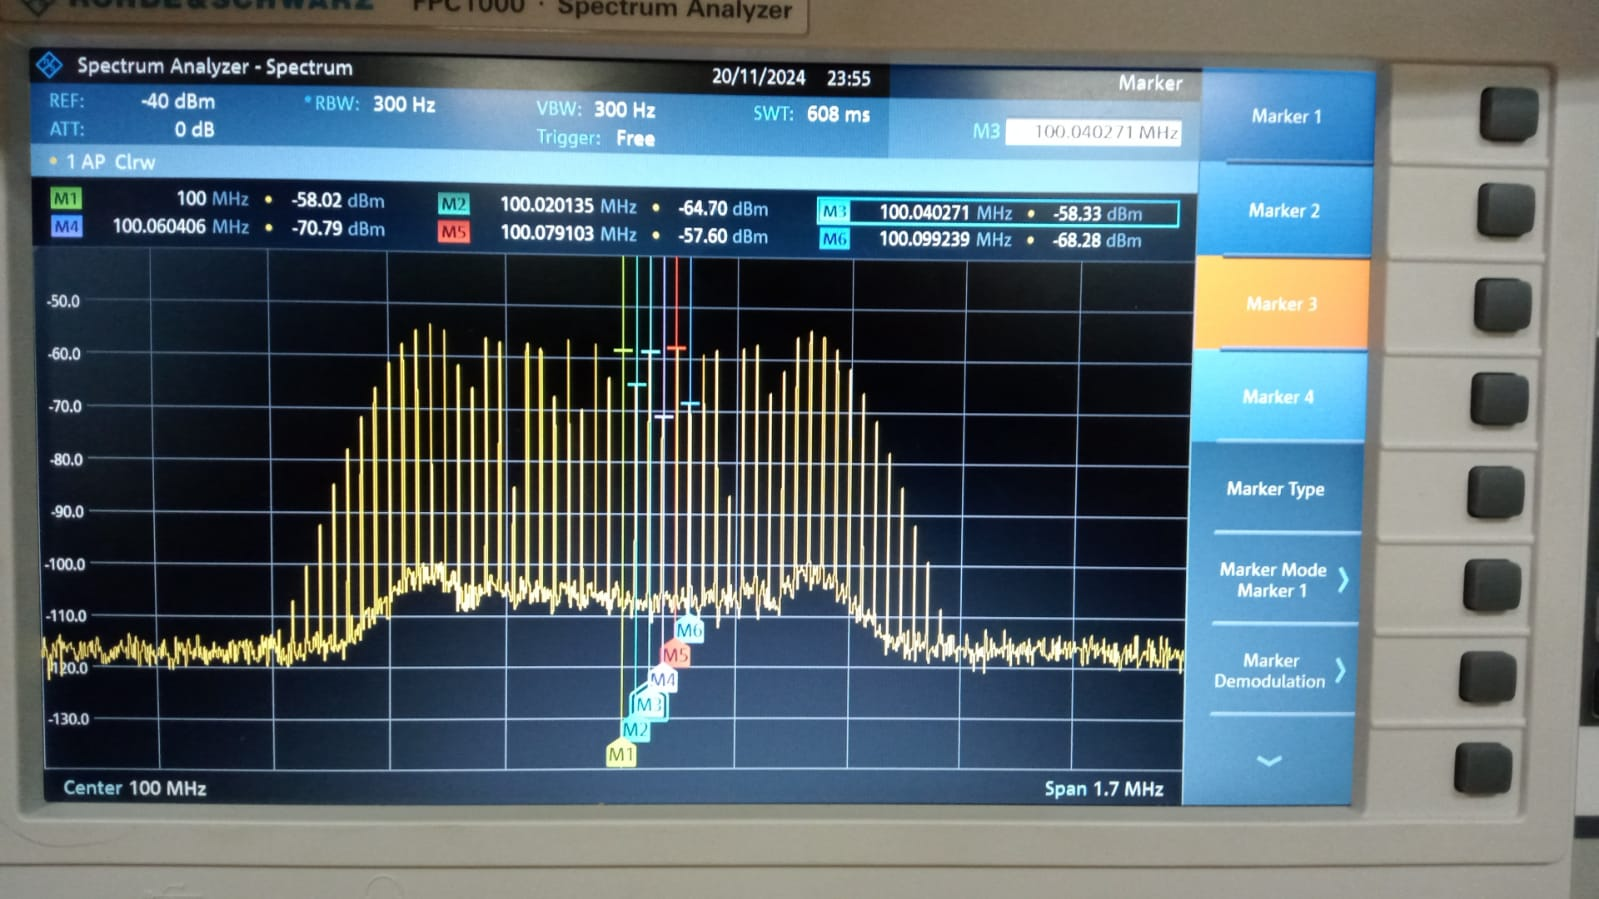 ROHDE & SCHWARZ FPC1000 · Spectrum Analyzer
Spectrum Analyzer - Spectrum 20/11/2024 23:55 Marker
REF: -40 dBm *RBW: 300 Hz VBW: 300 Hz SWT: 608 ms
ATT: 0 dB Trigger: Free M3 100.040271 MHz
1 AP Clrw
M1 100 MHz • -58.02 dBm M2 100.020135 MHz • -64.70 dBm M3 100.040271 MHz • -58.33 dBm
M4 100.060406 MHz • -70.79 dBm M5 100.079103 MHz • -57.60 dBm M6 100.099239 MHz • -68.28 dBm
-50.0
-60.0
-70.0
-80.0
-90.0
-100.0
-110.0
-120.0
-130.0
M6
M5
M4
M3
M2
M1
Center 100 MHz Span 1.7 MHz
Marker 1
Marker 2
Marker 3
Marker 4
Marker Type
Marker Mode
Marker 1
Marker
Demodulation